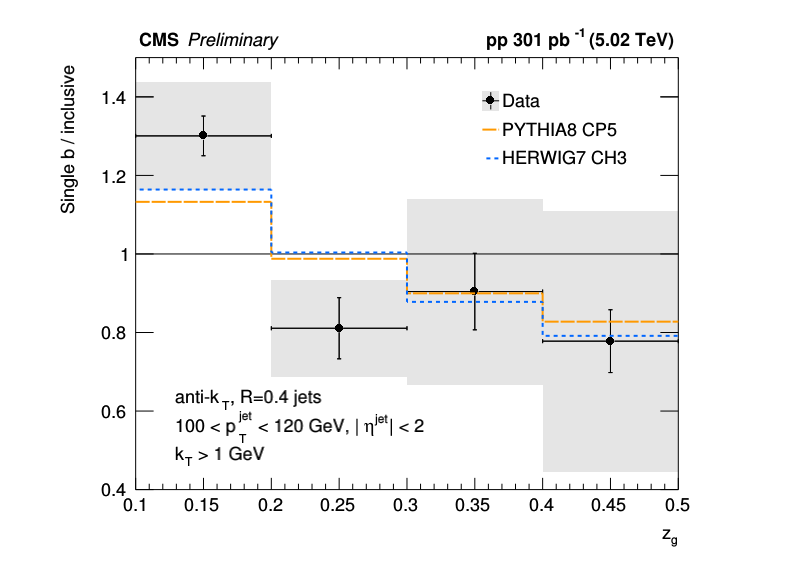 CMS Preliminary pp 301 pb -1 (5.02 TeV)
Single b / inclusive
1.4
1.2
1
0.8
0.6
0.4
Data
PYTHIA8 CP5
HERWIG7 CH3
anti-kT, R=0.4 jets
100 < pTjet < 120 GeV, | ηjet| < 2
kT > 1 GeV
0.1 0.15 0.2 0.25 0.3 0.35 0.4 0.45 0.5
zg